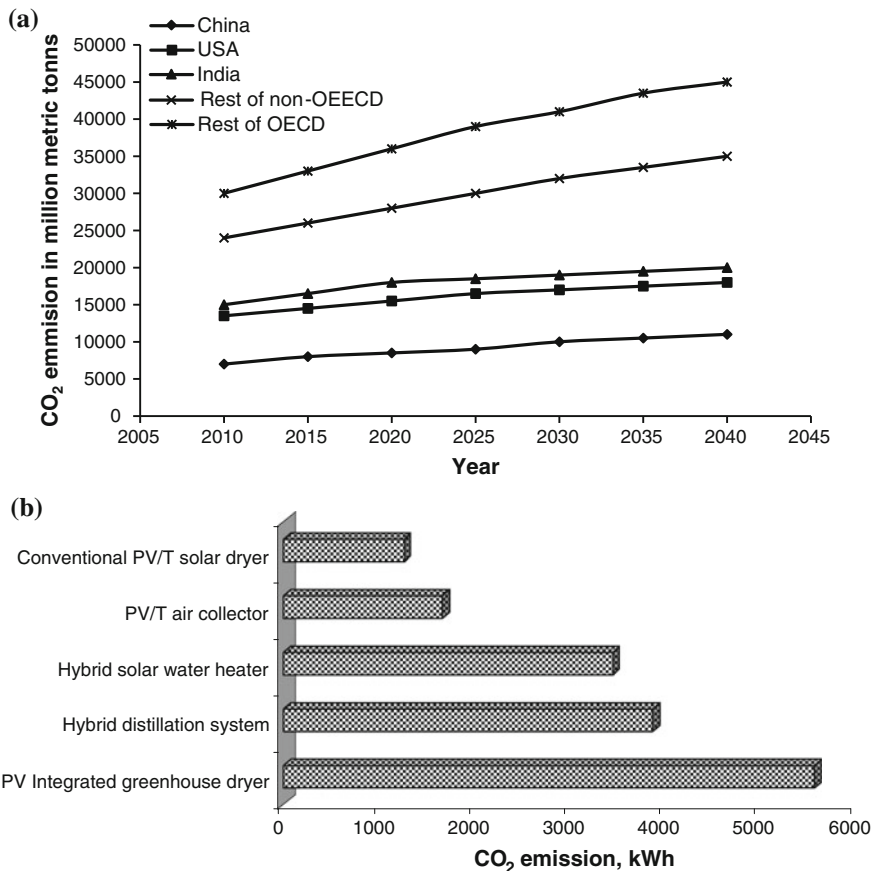 (a)
China
USA
India
Rest of non-OEECD
Rest of OECD
CO₂ emmision in million metric tonns
50000
45000
40000
35000
30000
25000
20000
15000
10000
5000
0
2005 2010 2015 2020 2025 2030 2035 2040 2045
Year
(b)
Conventional PV/T solar dryer
PV/T air collector
Hybrid solar water heater
Hybrid distillation system
PV Integrated greenhouse dryer
0 1000 2000 3000 4000 5000 6000
CO₂ emission, kWh